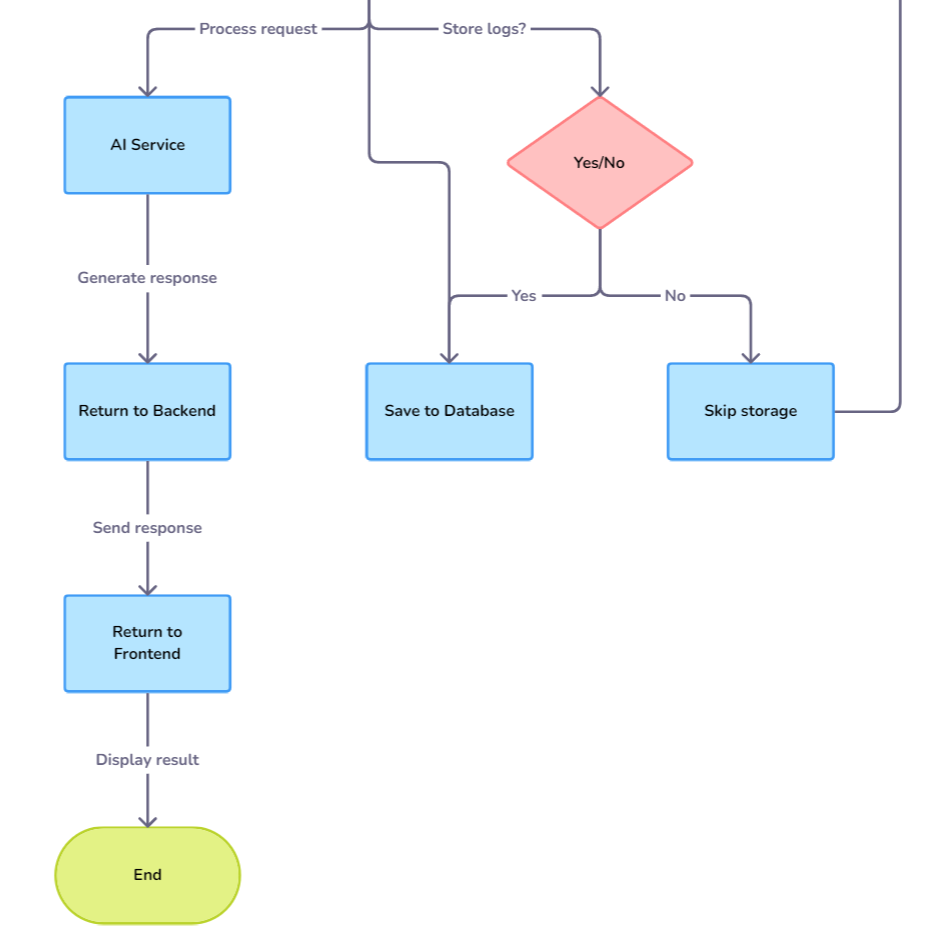 Process request
Store logs?
AI Service
Yes/No
Generate response
Yes
No
Return to Backend
Save to Database
Skip storage
Send response
Return to
Frontend
Display result
End